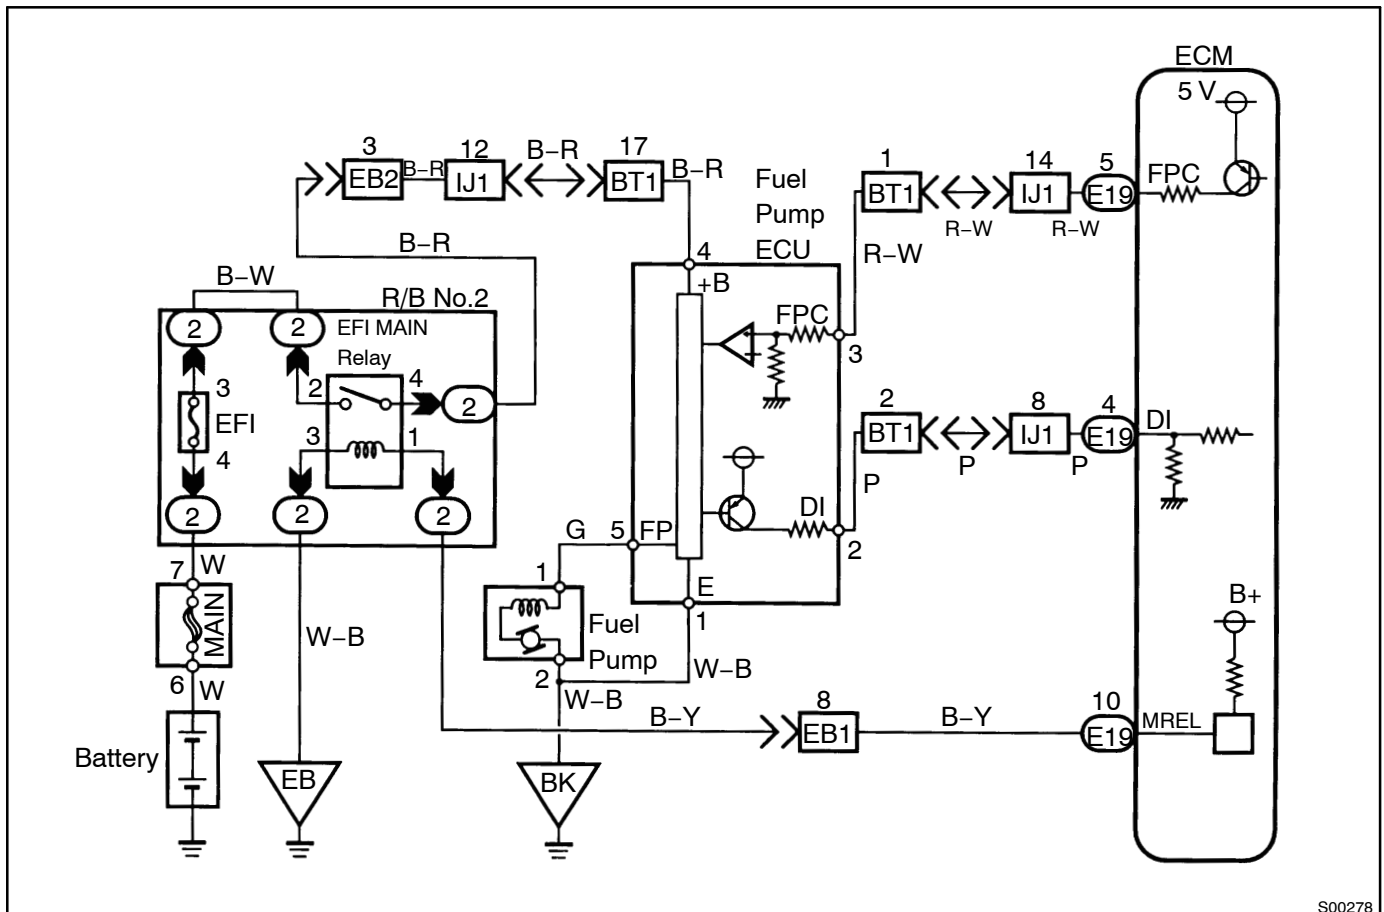 ECM
5 V
3
12
B–R
17
1
14
5
EB2
B–R
IJ1
BT1
B–R
Fuel
Pump
ECU
BT1
IJ1
E19
FPC
R–W
R–W
B–R
4
R–W
B–W
+B
R/B No.2
2
2
EFI MAIN
Relay
FPC
3
3
2
4
2
EFI
2
8
4
BT1
IJ1
E19
DI
3
1
4
P
P
P
2
2
2
DI
G
5
FP
2
7
W
1
E
B+
MAIN
Fuel
Pump
1
W–B
6
W
2
W–B
W–B
8
10
B–Y
EB1
B–Y
E19
MREL
Battery
EB
BK
S00278